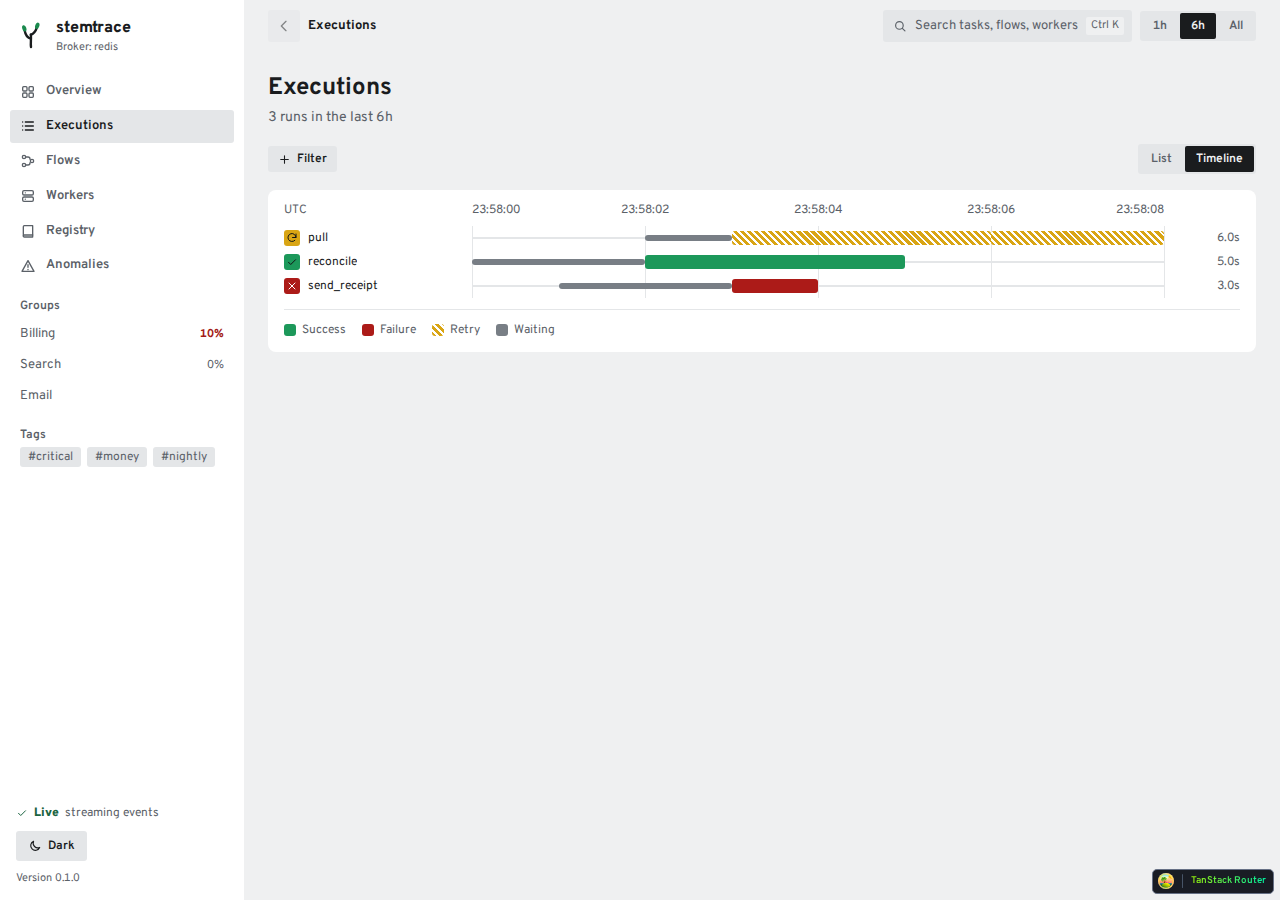 stemtrace
Broker: redis
Overview
Executions
Flows
Workers
Registry
Anomalies
Groups
Billing 10%
Search 0%
Email
Tags
#critical #money #nightly
Live streaming events
Dark
Version 0.1.0
Executions
Search tasks, flows, workers Ctrl K
1h 6h All
Executions
3 runs in the last 6h
Filter
List Timeline
UTC 23:58:00 23:58:02 23:58:04 23:58:06 23:58:08
pull 6.0s
reconcile 5.0s
send_receipt 3.0s
Success Failure Retry Waiting
TanStack Router